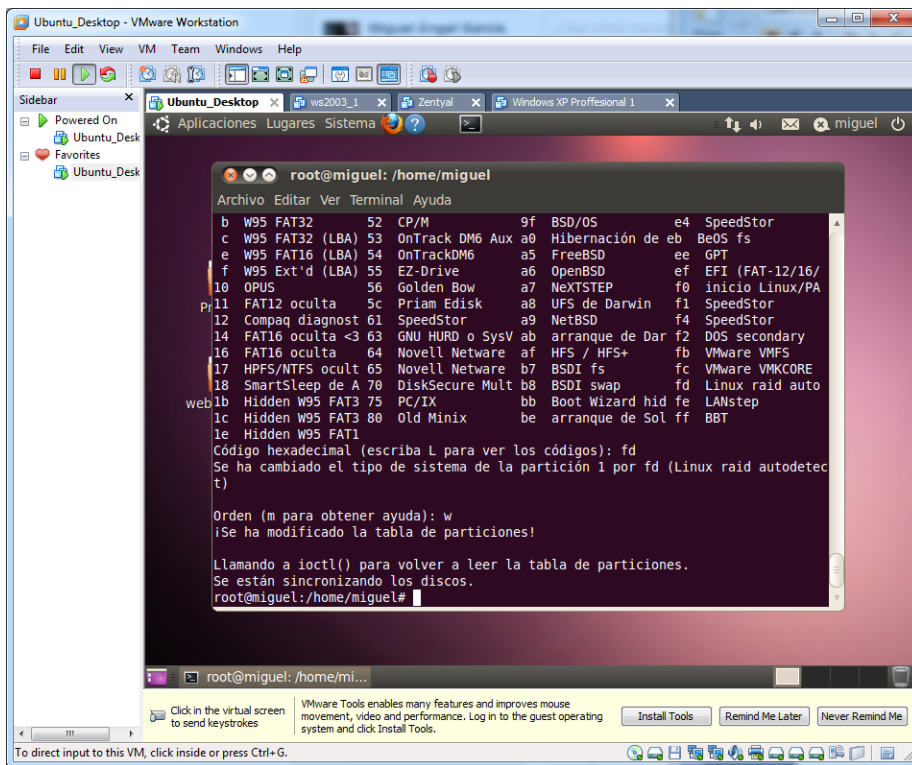 Ubuntu_Desktop - VMware Workstation
File Edit View VM Team Windows Help
Sidebar ×
Powered On
Ubuntu_Desk
Favorites
Ubuntu_Desk
Ubuntu_Desktop × ws2003_1 × Zentyal × Windows XP Proffesional 1 ×
Aplicaciones Lugares Sistema miguel
root@miguel: /home/miguel
Archivo Editar Ver Terminal Ayuda
b W95 FAT32 52 CP/M 9f BSD/OS e4 SpeedStor
c W95 FAT32 (LBA) 53 OnTrack DM6 Aux a0 Hibernación de eb BeOS fs
e W95 FAT16 (LBA) 54 OnTrackDM6 a5 FreeBSD ee GPT
f W95 Ext'd (LBA) 55 EZ-Drive a6 OpenBSD ef EFI (FAT-12/16/
10 OPUS 56 Golden Bow a7 NeXTSTEP f0 inicio Linux/PA
11 FAT12 oculta 5c Priam Edisk a8 UFS de Darwin f1 SpeedStor
12 Compaq diagnost 61 SpeedStor a9 NetBSD f4 SpeedStor
14 FAT16 oculta <3 63 GNU HURD o SysV ab arranque de Dar f2 DOS secondary
16 FAT16 oculta 64 Novell Netware af HFS / HFS+ fb VMware VMFS
17 HPFS/NTFS ocult 65 Novell Netware b7 BSDI fs fc VMware VMKCORE
18 SmartSleep de A 70 DiskSecure Mult b8 BSDI swap fd Linux raid auto
1b Hidden W95 FAT3 75 PC/IX bb Boot Wizard hid fe LANstep
1c Hidden W95 FAT3 80 Old Minix be arranque de Sol ff BBT
1e Hidden W95 FAT1
Código hexadecimal (escriba L para ver los códigos): fd
Se ha cambiado el tipo de sistema de la partición 1 por fd (Linux raid autodetec
t)
Orden (m para obtener ayuda): w
¡Se ha modificado la tabla de particiones!
Llamando a ioctl() para volver a leer la tabla de particiones.
Se están sincronizando los discos.
root@miguel:/home/miguel#
Pr
web
root@miguel: /home/mi...
Click in the virtual screen
to send keystrokes
VMware Tools enables many features and improves mouse
movement, video and performance. Log in to the guest operating
system and click Install Tools.
Install Tools Remind Me Later Never Remind Me
To direct input to this VM, click inside or press Ctrl+G.